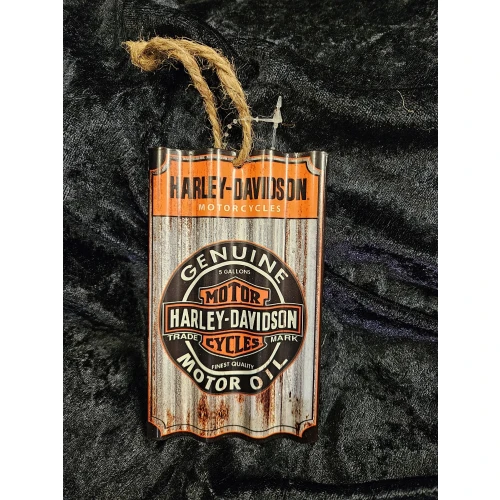 HARLEY-DAVIDSON
MOTORCYCLES
GENUINE
5 GALLONS
MOTOR
HARLEY-DAVIDSON
TRADE MARK
CYCLES
FINEST QUALITY
MOTOR OIL